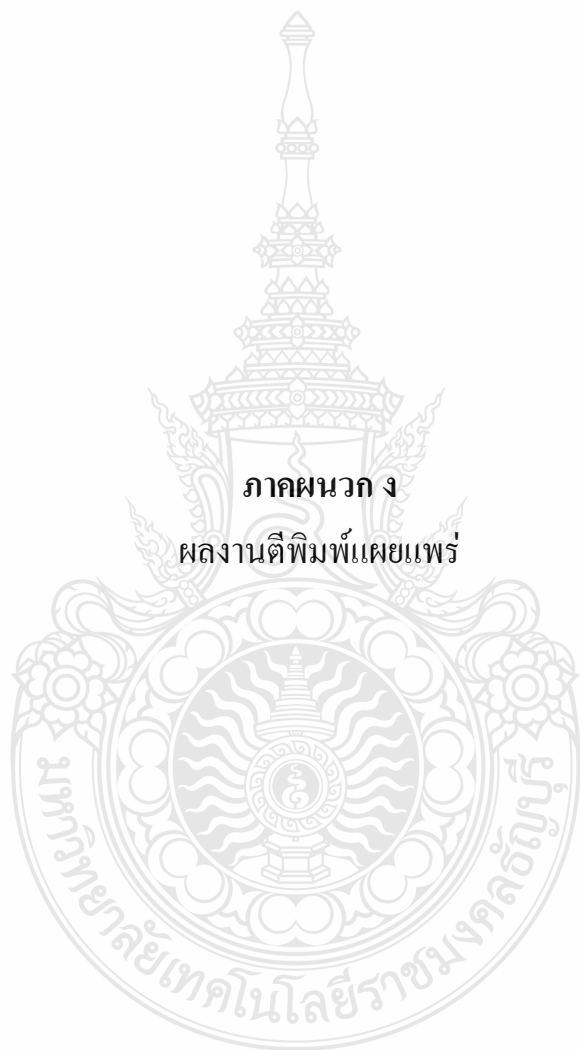 ภาคผนวก ง
ผลงานตีพิมพ์เผยแพร่
มหาวิทยาลัยเทคโนโลยีราชมงคลธัญบุรี